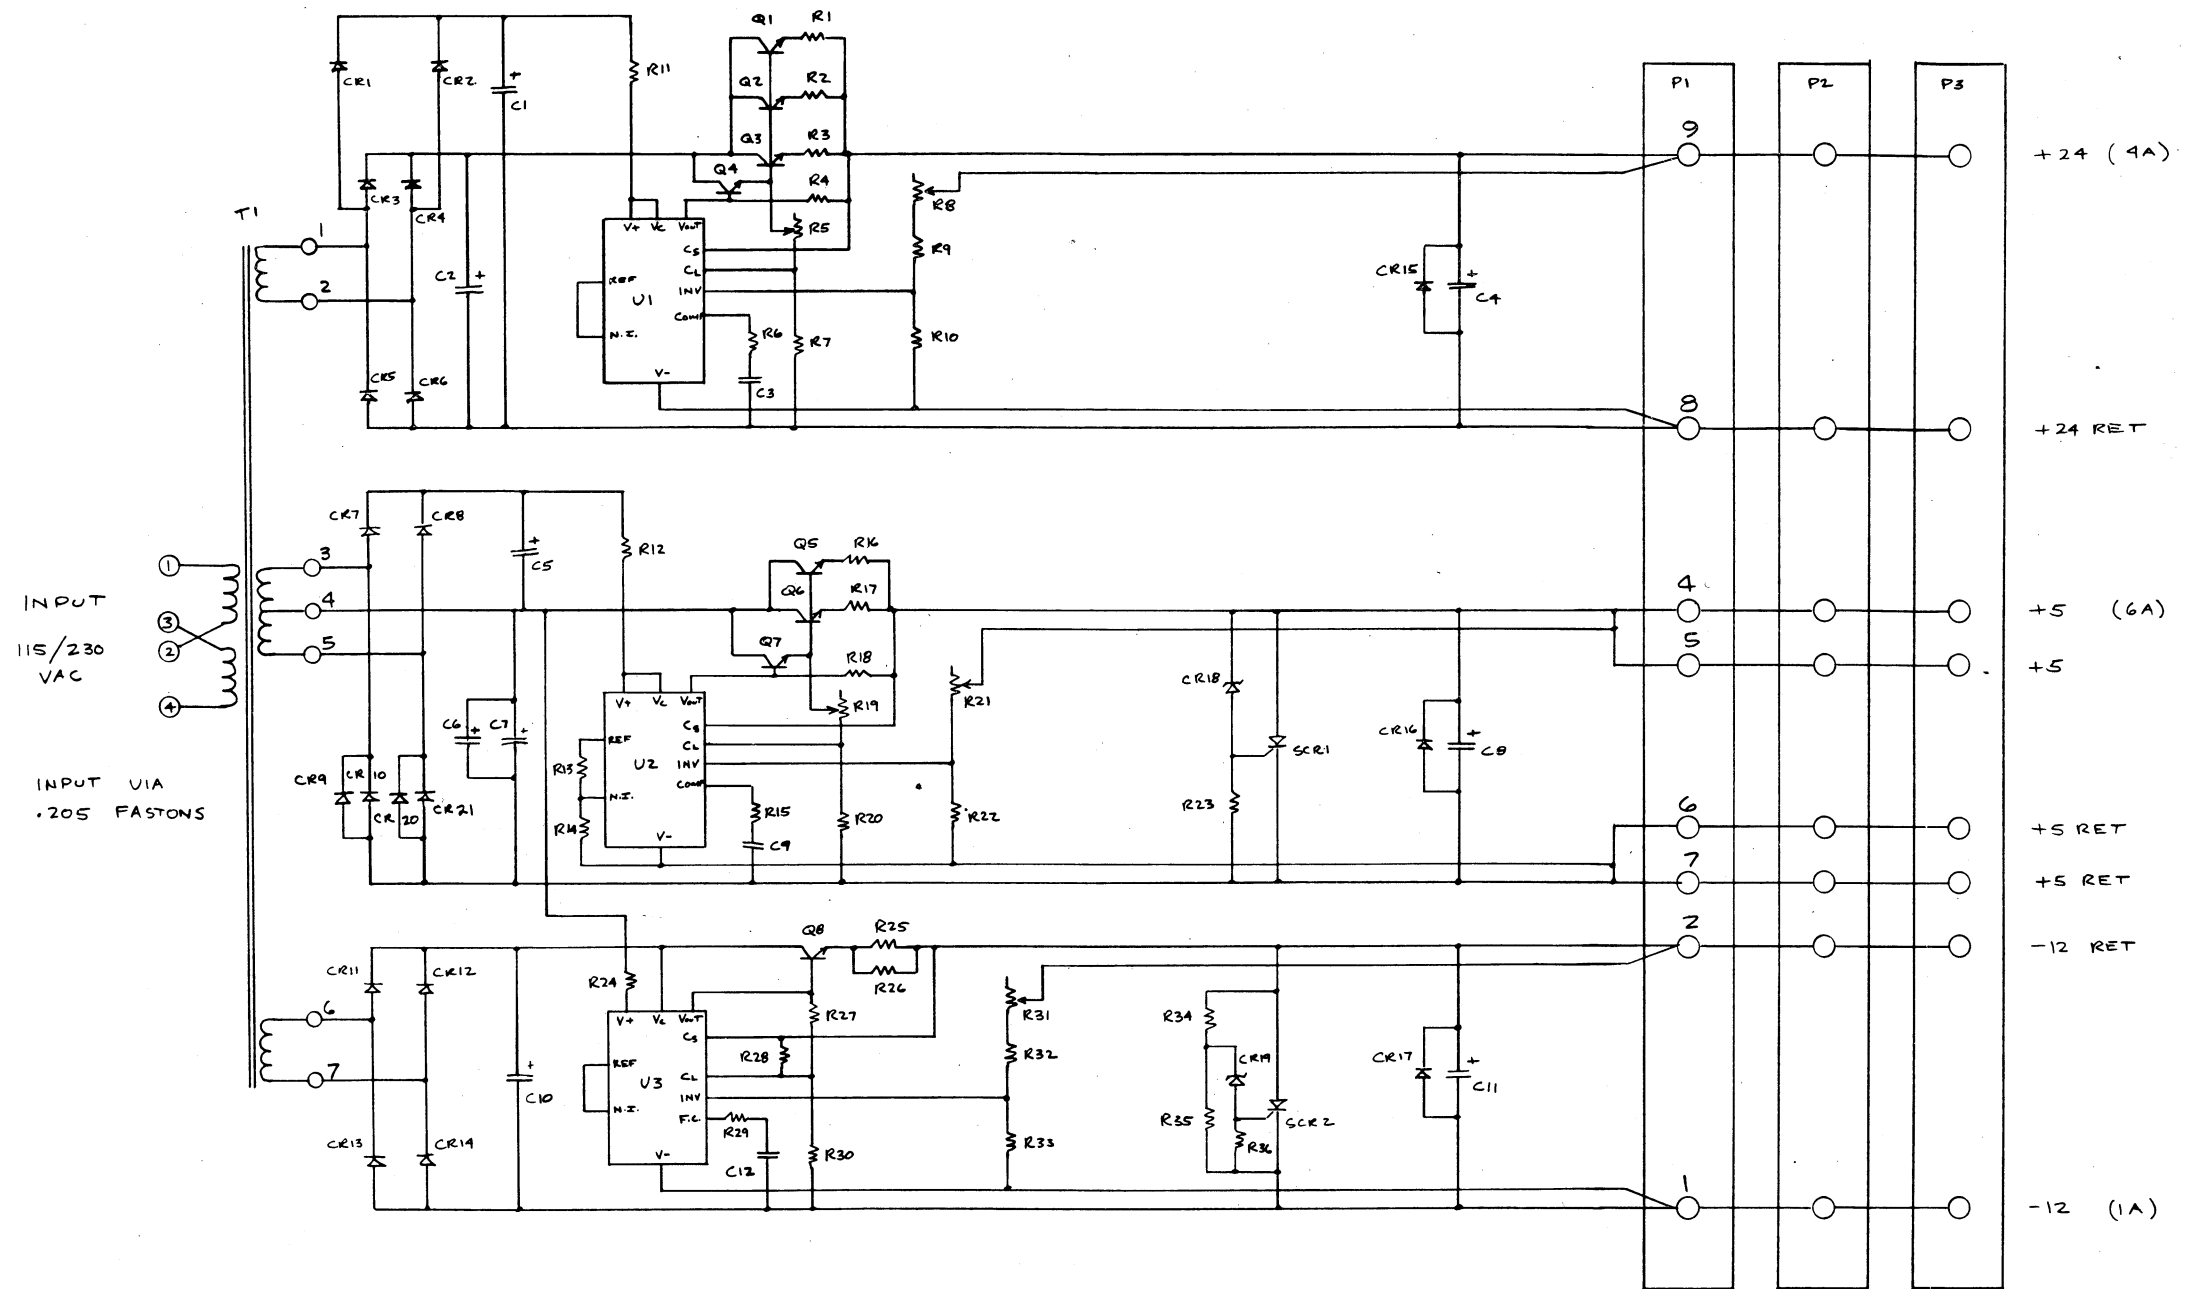 Q1 R1
CR1 CR2 C1 R11
Q2 R2
Q3 R3
Q4 R4
P1 P2 P3
9
+24 (4A)
CR3 CR4
T1
1
2
C2 +
V+ Vc VOUT
R5
CS
CL
INV
COMP
REF
U1
N.I.
V-
R6
R7
C3
R8
R9
R10
CR15 +
C4
CR5 CR6
8
+24 RET
CR7 CR8
+
C5
R12
Q5 R16
Q6 R17
Q7 R18
3
4
5
INPUT
115/230
VAC
1
3
2
4
INPUT VIA
.205 FASTONS
4
+5 (6A)
5
+5
C6 + C7 +
V+ Vc VOUT
R19
CS
CL
INV
COMP
REF
U2
N.I.
V-
R13
R14
R15
C9
R20
R21
R22
CR18
SCR1
R23
CR16 +
C8
CR9 CR10
CR20 CR21
6
+5 RET
7
+5 RET
Q8 R25
R26
2
-12 RET
CR11 CR12
R24
6
7
+
C10
V+ Vc VOUT
R27
CS
R28
CL
INV
F.C.
REF
U3
N.I.
V-
R29
C12
R30
R31
R32
R33
R34
CR19
R35
R36
SCR2
CR17 +
C11
CR13 CR14
1
-12 (1A)